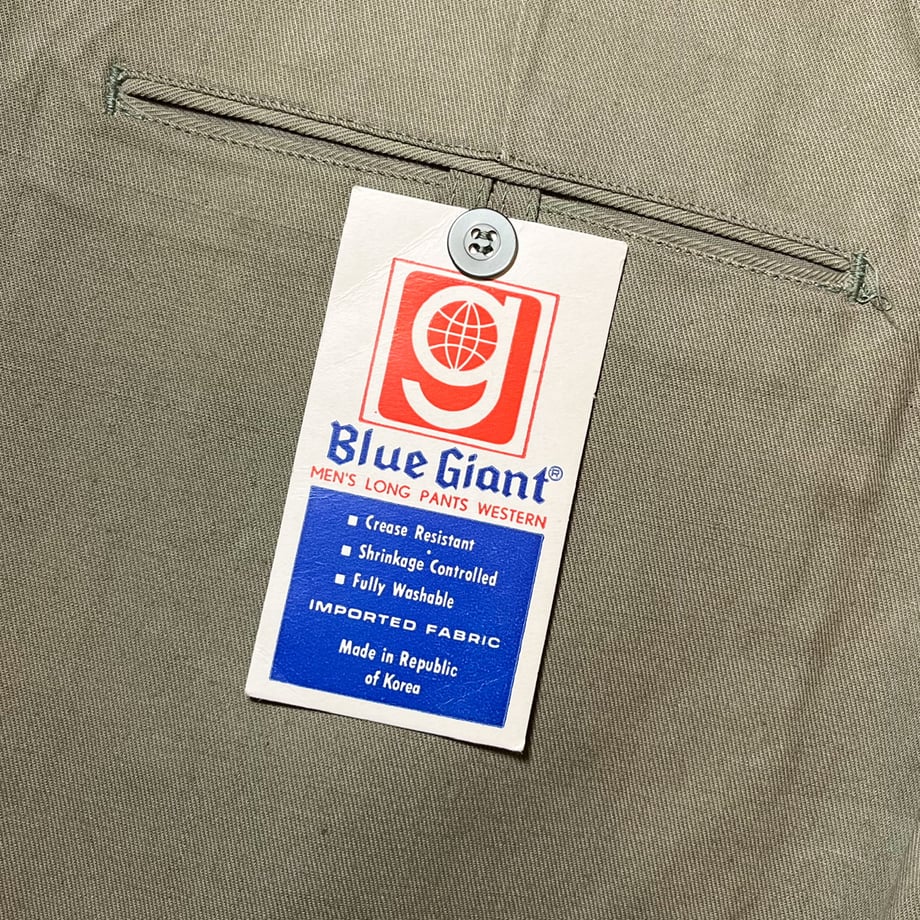 g
Blue Giant®
MEN'S LONG PANTS WESTERN
■ Crease Resistant
■ Shrinkage Controlled
■ Fully Washable
IMPORTED FABRIC
Made in Republic
of Korea